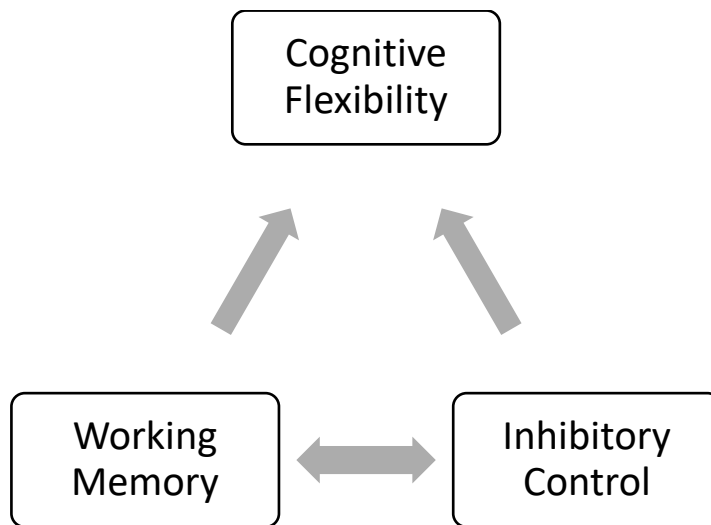 Cognitive
Flexibility
Working
Memory
Inhibitory
Control